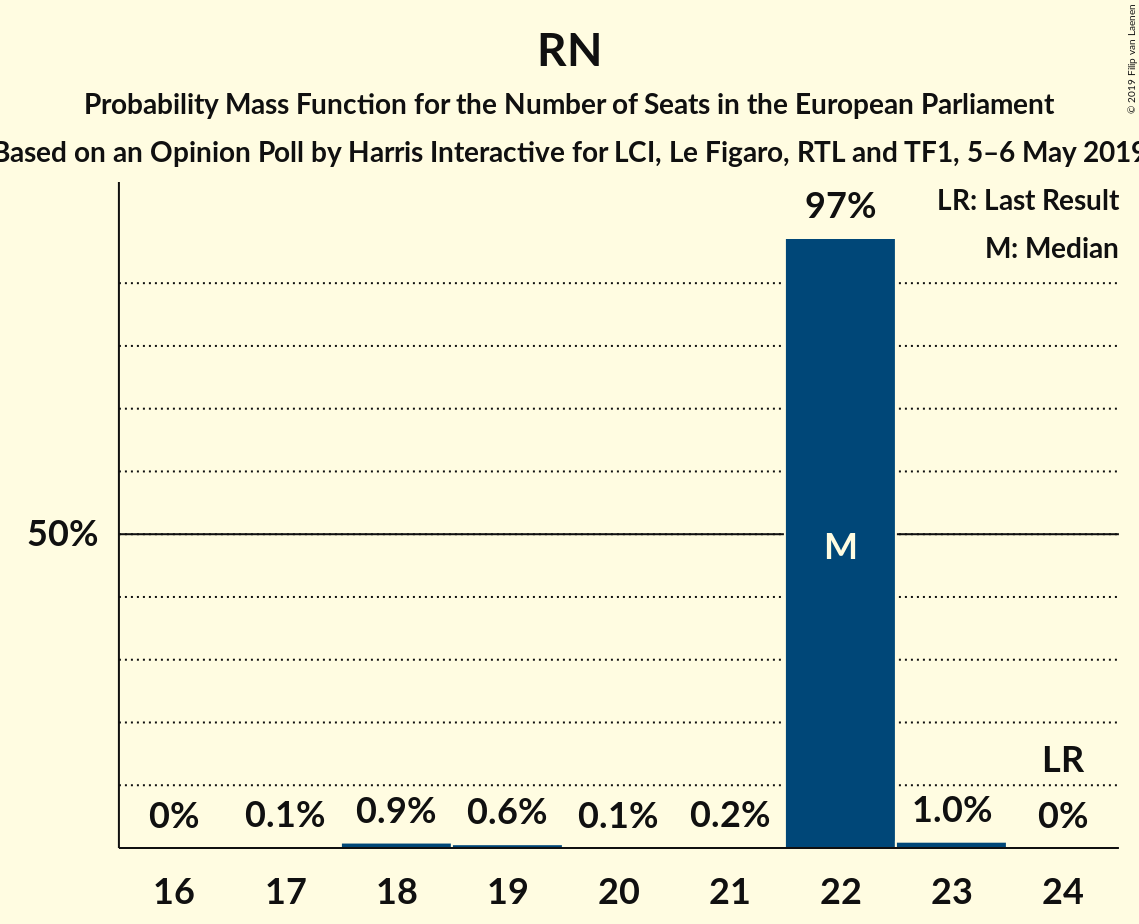 RN
Probability Mass Function for the Number of Seats in the European Parliament
Based on an Opinion Poll by Harris Interactive for LCI, Le Figaro, RTL and TF1, 5–6 May 2019
© 2019 Filip van Laenen
LR: Last Result
M: Median
97%
50%
M
LR
0% 0.1% 0.9% 0.6% 0.1% 0.2% 1.0% 0%
16 17 18 19 20 21 22 23 24